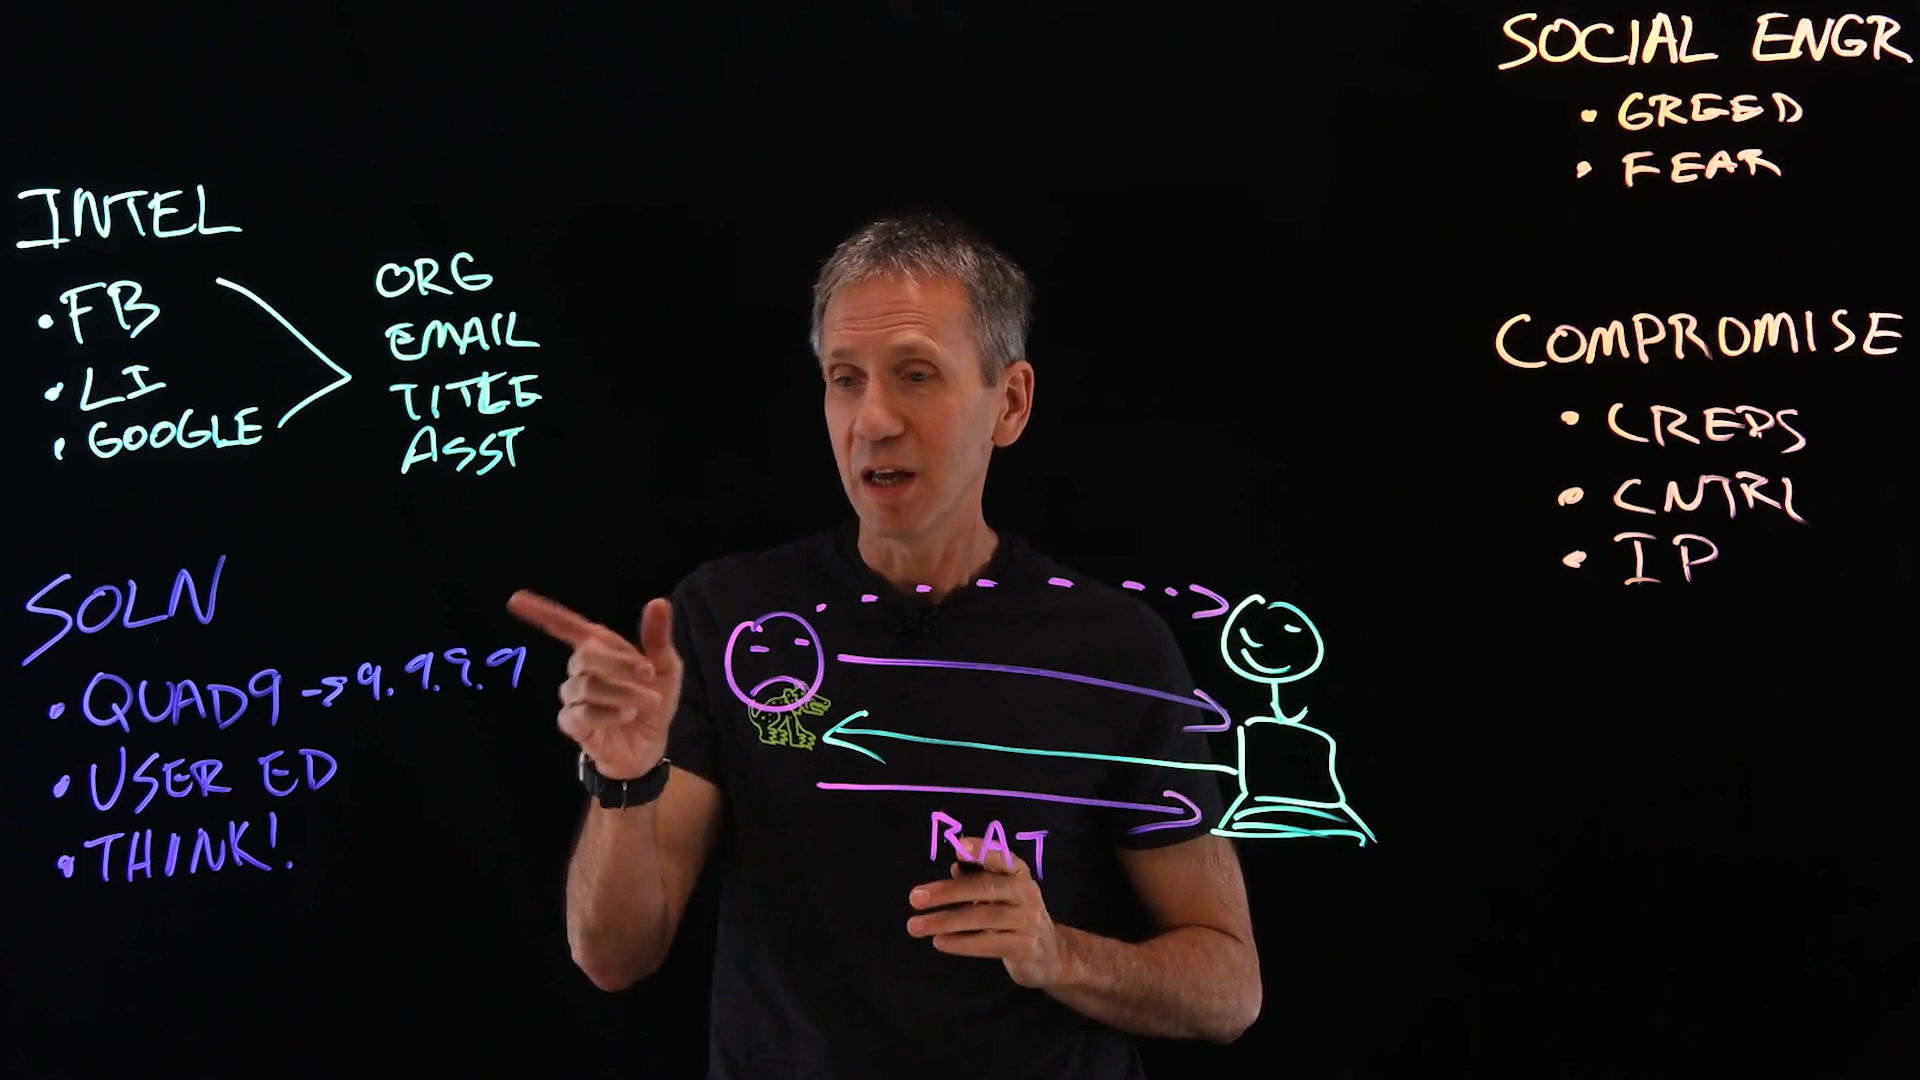 INTEL
• FB
• LI
• GOOGLE
ORG
EMAIL
TITLE
ASST
SOLN
• QUAD9 -> 9.9.9.9
• USER ED
• THINK!
RAT
SOCIAL ENGR
• GREED
• FEAR
COMPROMISE
• CREDS
• CNTRL
• IP